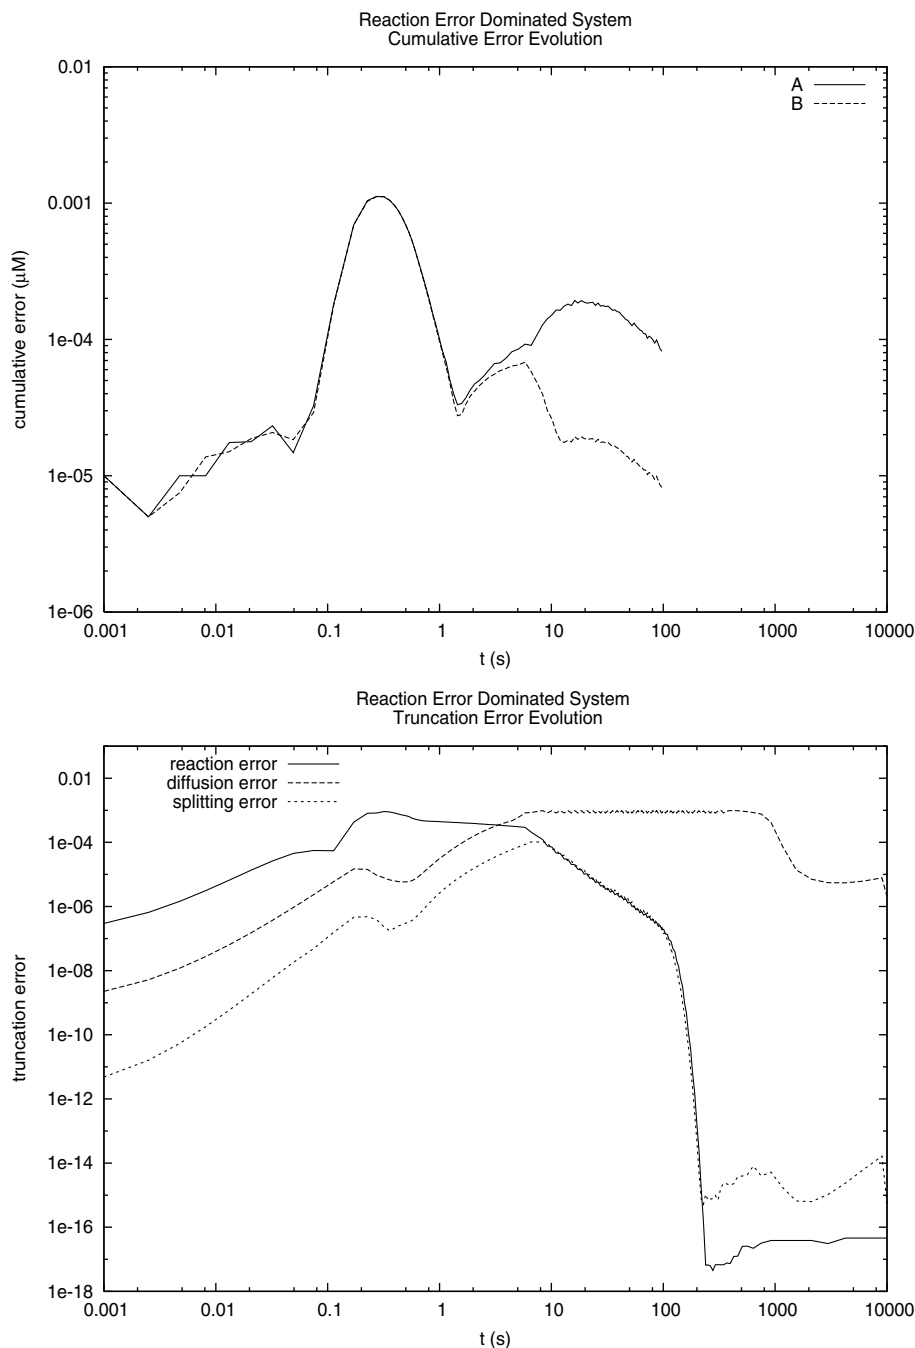 Reaction Error Dominated System
Cumulative Error Evolution
0.01
A
B
0.001
cumulative error (μM)
1e-04
1e-05
1e-06
0.001 0.01 0.1 1 10 100 1000 10000
t (s)
Reaction Error Dominated System
Truncation Error Evolution
reaction error
0.01
diffusion error
splitting error
1e-04
1e-06
1e-08
truncation error
1e-10
1e-12
1e-14
1e-16
1e-18
0.001 0.01 0.1 1 10 100 1000 10000
t (s)